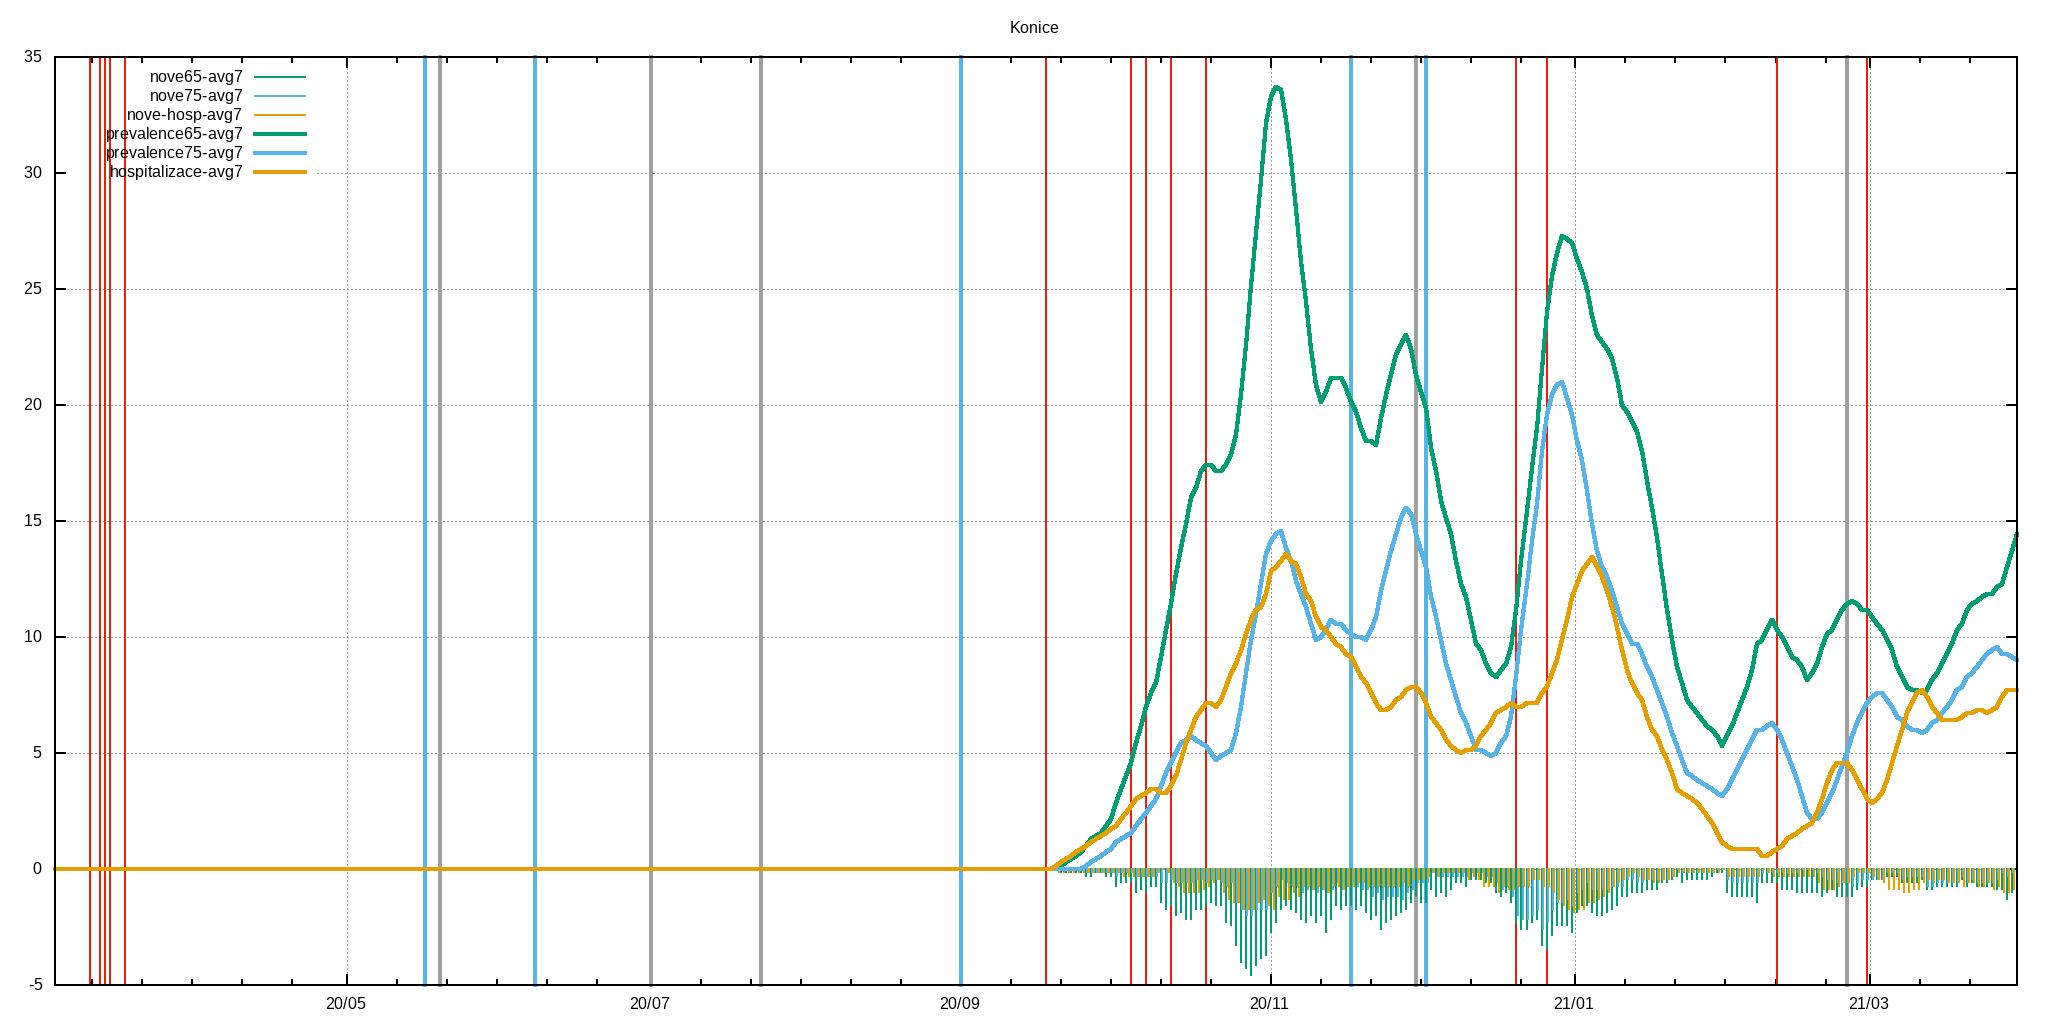 Konice
35
nove65-avg7
nove75-avg7
nove-hosp-avg7
prevalence65-avg7
prevalence75-avg7
hospitalizace-avg7
30
25
20
15
10
5
0
-5
20/05 20/07 20/09 20/11 21/01 21/03